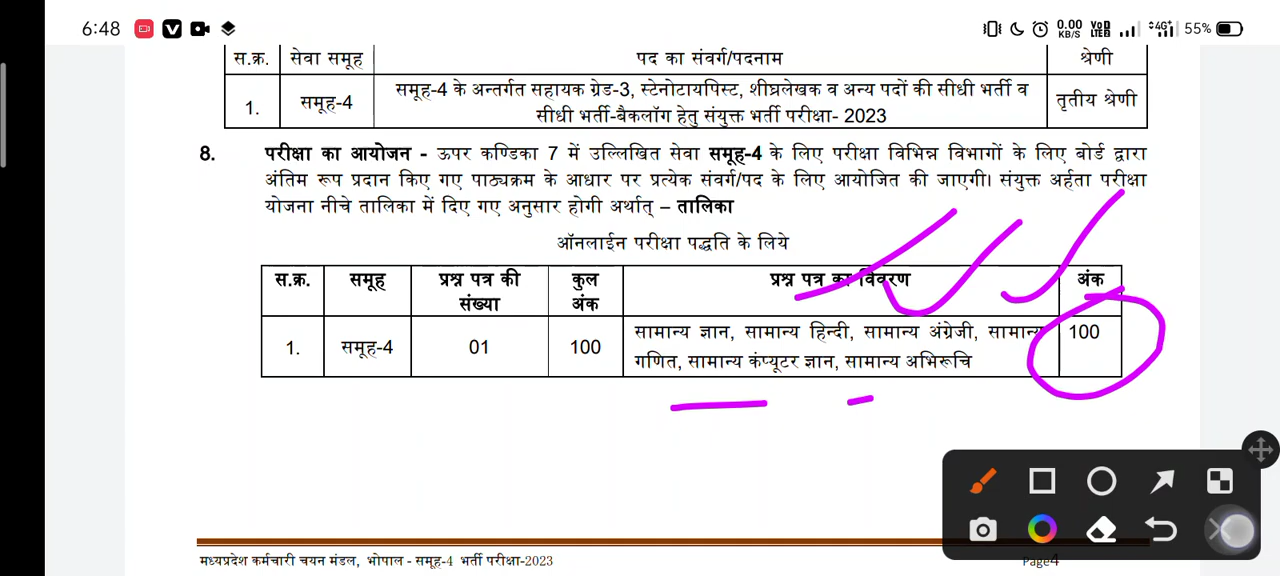 6:48
0.00 KB/S
VoD LTE 2
4G+
55%
स.क्र. सेवा समूह पद का संवर्ग/पदनाम श्रेणी
1. समूह-4 समूह-4 के अन्तर्गत सहायक ग्रेड-3, स्टेनोटायपिस्ट, शीघ्रलेखक व अन्य पदों की सीधी भर्ती व तृतीय श्रेणी
सीधी भर्ती-बैकलॉग हेतु संयुक्त भर्ती परीक्षा- 2023
8. परीक्षा का आयोजन - ऊपर कण्डिका 7 में उल्लिखित सेवा समूह-4 के लिए परीक्षा विभिन्न विभागों के लिए बोर्ड द्वारा
अंतिम रूप प्रदान किए गए पाठ्यक्रम के आधार पर प्रत्येक संवर्ग/पद के लिए आयोजित की जाएगी। संयुक्त अर्हता परीक्षा
योजना नीचे तालिका में दिए गए अनुसार होगी अर्थात् – तालिका
ऑनलाईन परीक्षा पद्धति के लिये
स.क्र. समूह प्रश्न पत्र की कुल प्रश्न पत्र का विवरण अंक
संख्या अंक
1. समूह-4 01 100 सामान्य ज्ञान, सामान्य हिन्दी, सामान्य अंग्रेजी, सामान्य 100
गणित, सामान्य कंप्यूटर ज्ञान, सामान्य अभिरूचि
मध्यप्रदेश कर्मचारी चयन मंडल, भोपाल - समूह-4 भर्ती परीक्षा-2023 Page4